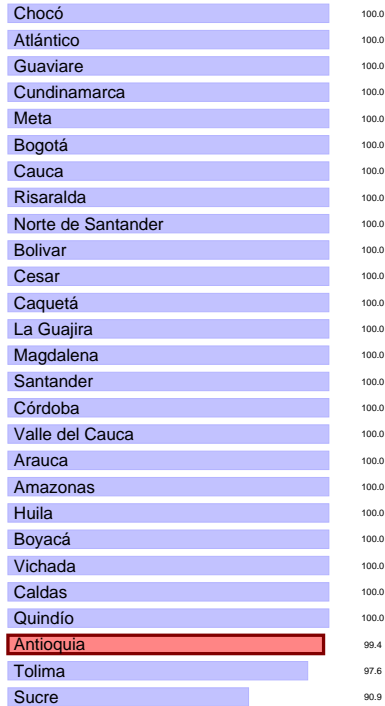 Chocó 100.0
Atlántico 100.0
Guaviare 100.0
Cundinamarca 100.0
Meta 100.0
Bogotá 100.0
Cauca 100.0
Risaralda 100.0
Norte de Santander 100.0
Bolivar 100.0
Cesar 100.0
Caquetá 100.0
La Guajira 100.0
Magdalena 100.0
Santander 100.0
Córdoba 100.0
Valle del Cauca 100.0
Arauca 100.0
Amazonas 100.0
Huila 100.0
Boyacá 100.0
Vichada 100.0
Caldas 100.0
Quindío 100.0
Antioquia 99.4
Tolima 97.6
Sucre 90.9